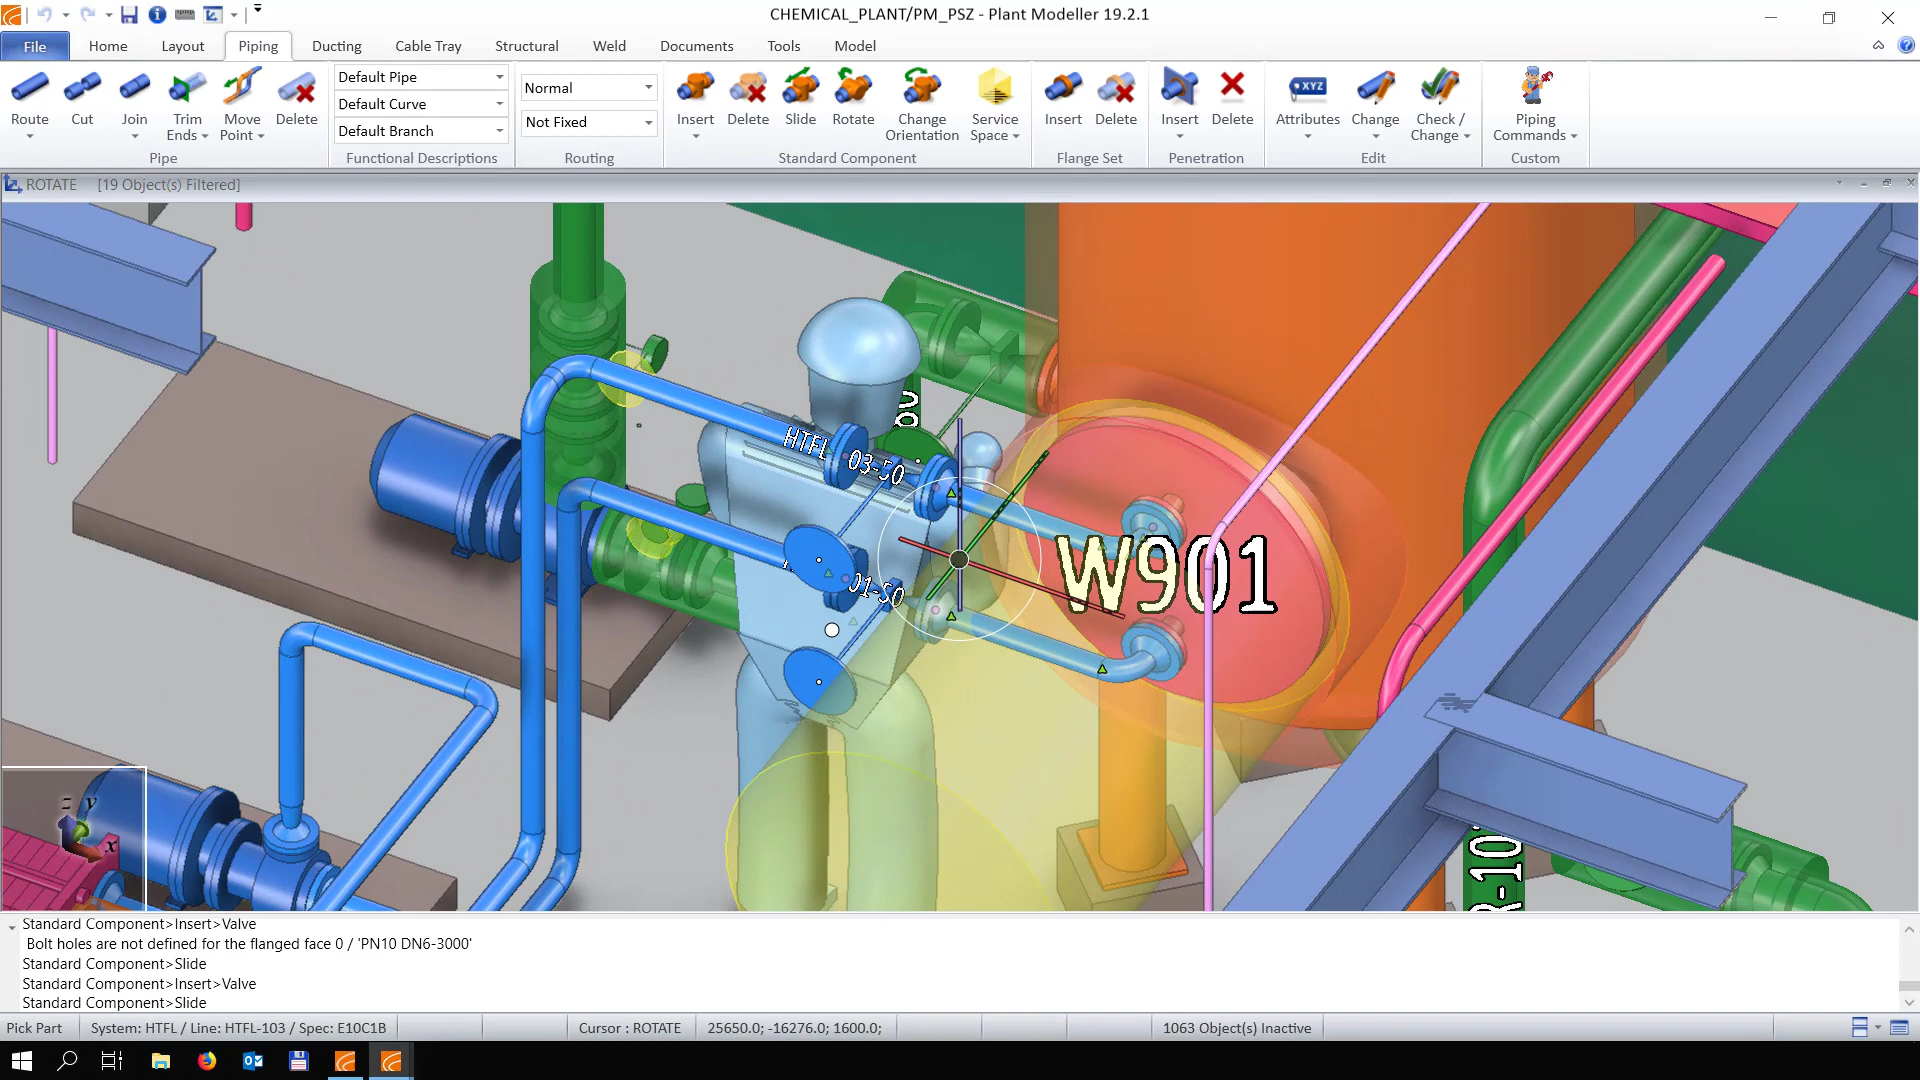 CHEMICAL_PLANT/PM_PSZ - Plant Modeller 19.2.1
File Home Layout Piping Ducting Cable Tray Structural Weld Documents Tools Model
Route Cut Join Trim Ends Move Point Delete
Pipe
Default Pipe
Default Curve
Default Branch
Functional Descriptions
Normal
Not Fixed
Routing
Insert Delete Slide Rotate Change Orientation Service Space
Standard Component
Insert Delete
Flange Set
Insert Delete
Penetration
XYZ
Attributes Change Check / Change
Edit
Piping Commands
Custom
ROTATE [19 Object(s) Filtered]
HTFL 03-50
01-50
W901
z y x
Standard Component>Insert>Valve
Bolt holes are not defined for the flanged face 0 / 'PN10 DN6-3000'
Standard Component>Slide
Standard Component>Insert>Valve
Standard Component>Slide
Pick Part System: HTFL / Line: HTFL-103 / Spec: E10C1B Cursor : ROTATE 25650.0; -16276.0; 1600.0; 1063 Object(s) Inactive